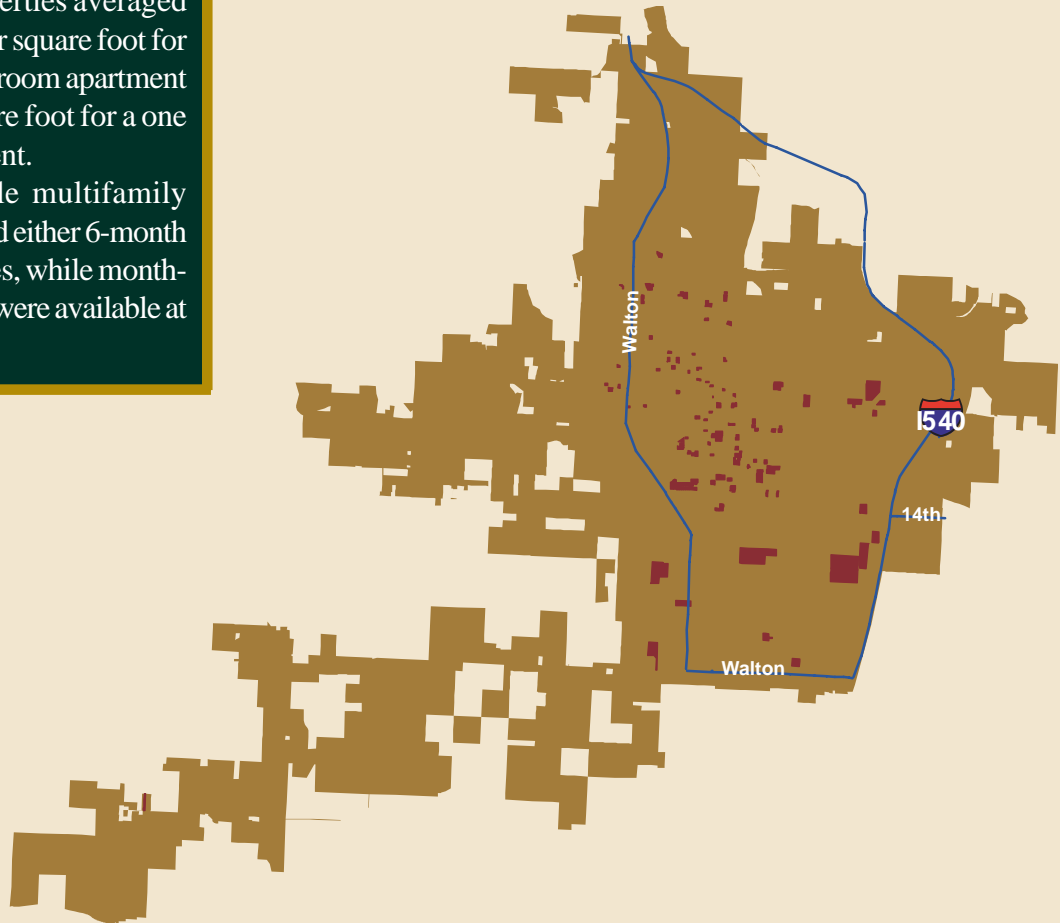 erties averaged
r square foot for
room apartment
re foot for a one
nt.
le multifamily
d either 6-month
es, while month-
were available at
Walton
I540
14th
Walton